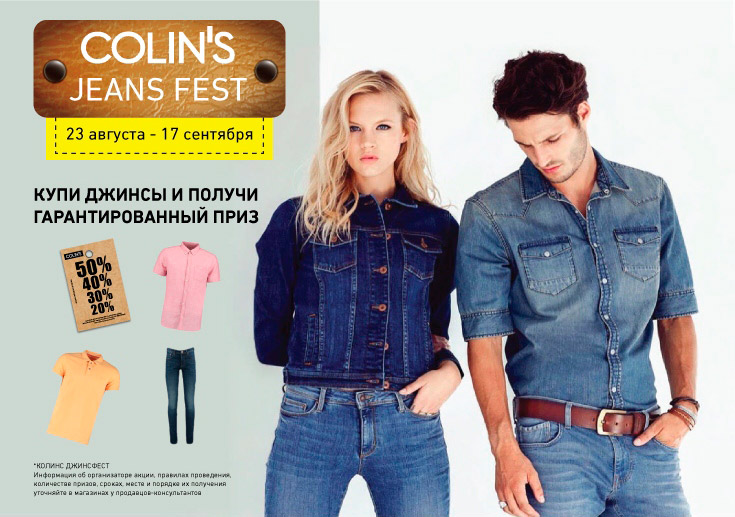 COLIN'S
JEANS FEST
23 августа - 17 сентября
КУПИ ДЖИНСЫ И ПОЛУЧИ
ГАРАНТИРОВАННЫЙ ПРИЗ
COLIN'S
50%
40%
30%
20%
*КОЛИНС ДЖИНСФЕСТ
Информация об организаторе акции, правилах проведения,
количестве призов, сроках, месте и порядке их получения
уточняйте в магазинах у продавцов-консультантов